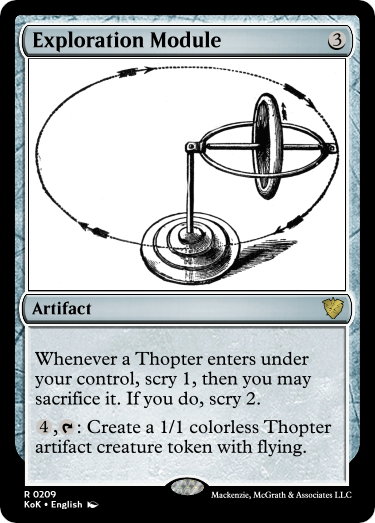 Exploration Module 3
Artifact
Whenever a Thopter enters under
your control, scry 1, then you may
sacrifice it. If you do, scry 2.
4, : Create a 1/1 colorless Thopter
artifact creature token with flying.
R 0209
KoK • English
Mackenzie, McGrath & Associates LLC